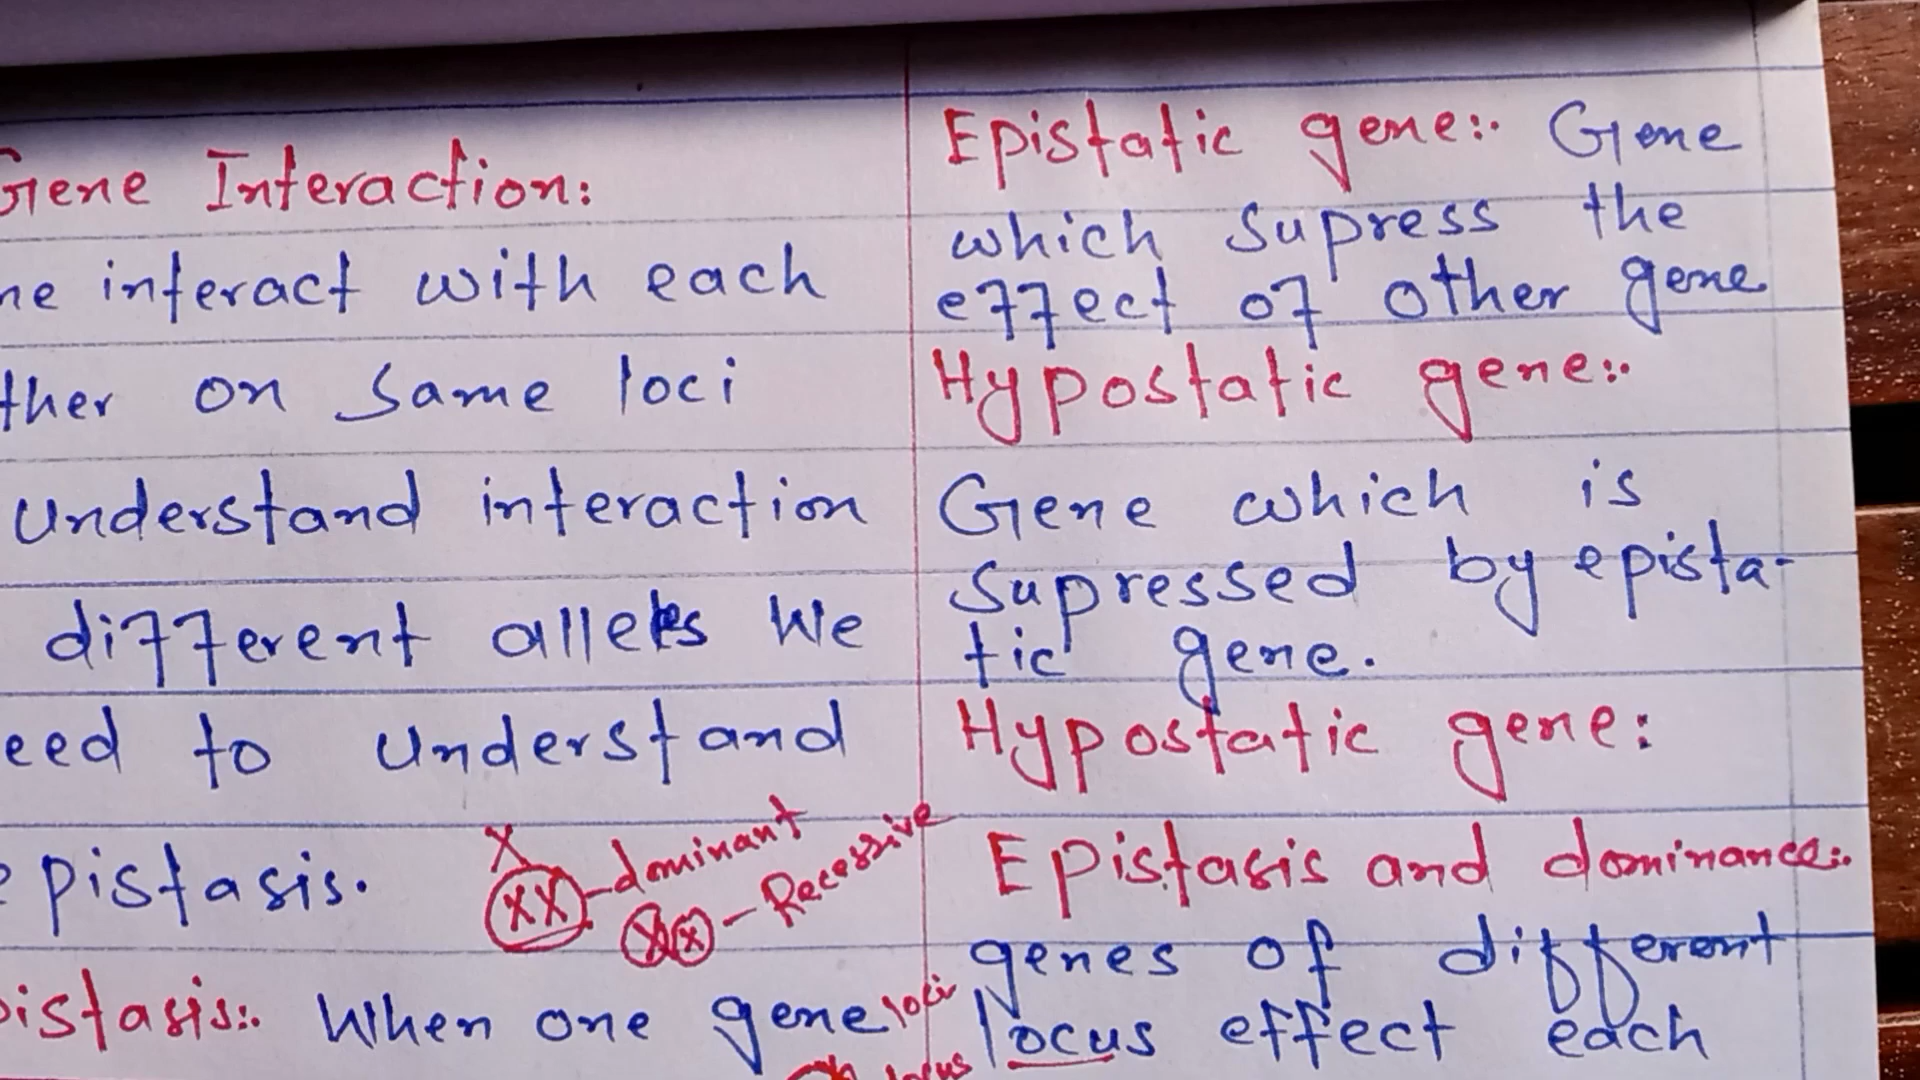 Gene Interaction:
ne interact with each
ther on same loci
Understand interaction
different alleles We
eed to Understand
epistasis.
X
XX - dominant
XX - Recessive
pistasis:. When one gene loci
locus
Epistatic gene:. Gene
which supress the
effect of other gene
Hypostatic gene:.
Gene which is
supressed by epista-
tic gene.
Hypostatic gene:
Epistasis and dominance:.
genes of different
locus effect each